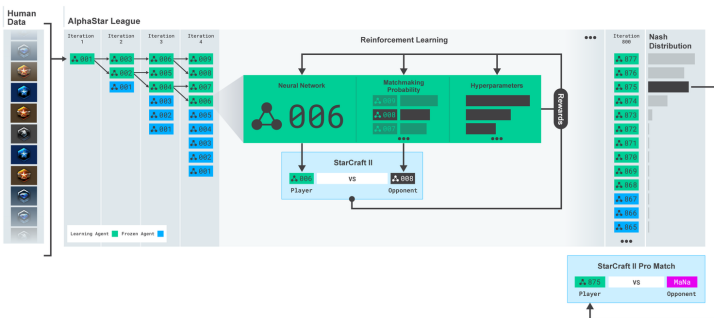 Human
Data
AlphaStar League
Iteration
1
Iteration
2
Iteration
3
Iteration
4
001
003
006
009
002
005
008
001
004
007
003
006
002
005
001
004
003
002
001
Learning Agent
Frozen Agent
Reinforcement Learning
Neural Network
006
Matchmaking
Probability
008
007
Hyperparameters
Rewards
StarCraft II
006
VS
008
Player
Opponent
Iteration
800
Nash
Distribution
077
076
075
074
073
072
071
070
069
068
067
066
065
StarCraft II Pro Match
075
VS
MaNa
Player
Opponent